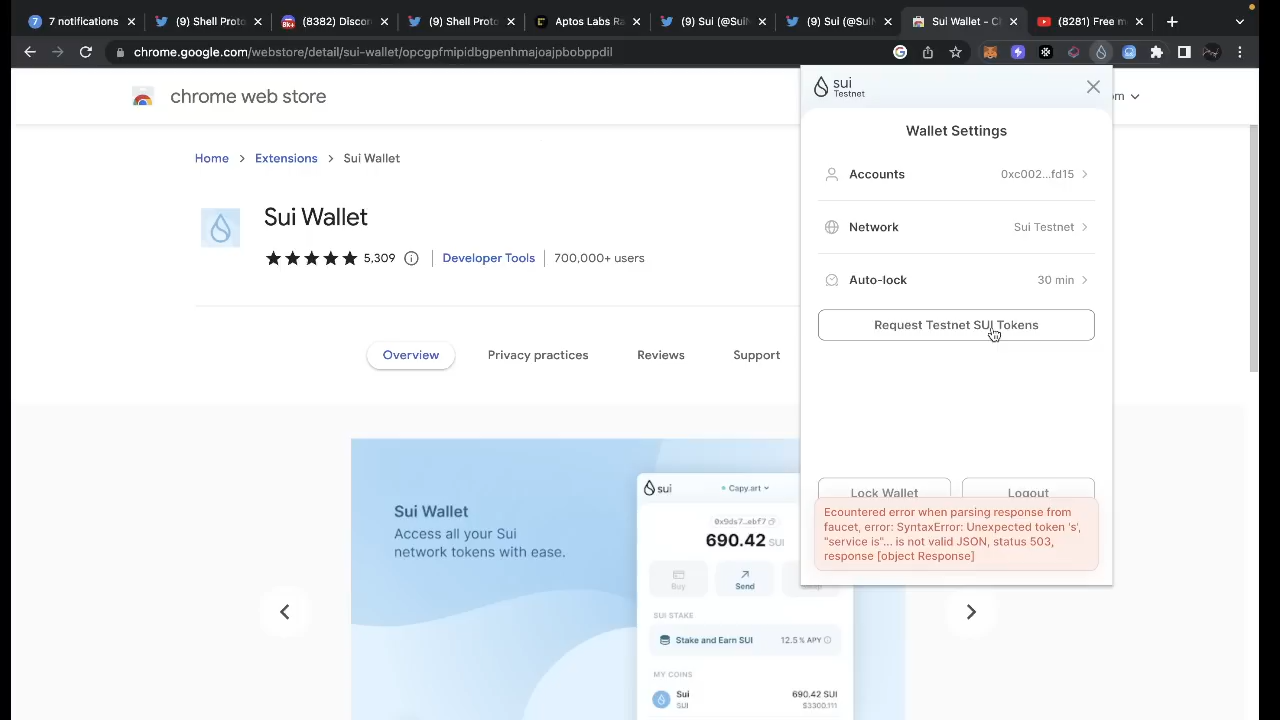 7 notifications
(9) Shell Proto
(8382) Discon
(9) Shell Proto
Aptos Labs Ra
(9) Sui (@Sui
(9) Sui (@Sui
Sui Wallet - C
(8281) Free m
chrome.google.com/webstore/detail/sui-wallet/opcgpfmipidbgpenhmajoajpbobppdil
chrome web store
om
Home > Extensions > Sui Wallet
Sui Wallet
5,309
Developer Tools
700,000+ users
Overview
Privacy practices
Reviews
Support
Sui Wallet
Access all your Sui
network tokens with ease.
sui
Capy.art
690.42 SUI
Buy
Send
SUI STAKE
Stake and Earn SUI
12.5% APY
MY COINS
Sui
690.42 SUI
SUI
$3300.111
sui
Testnet
Wallet Settings
Accounts
0xc002...fd15
Network
Sui Testnet
Auto-lock
30 min
Request Testnet SUI Tokens
Lock Wallet
Logout
Ecountered error when parsing response from
faucet, error: SyntaxError: Unexpected token 's',
"service is"... is not valid JSON, status 503,
response [object Response]